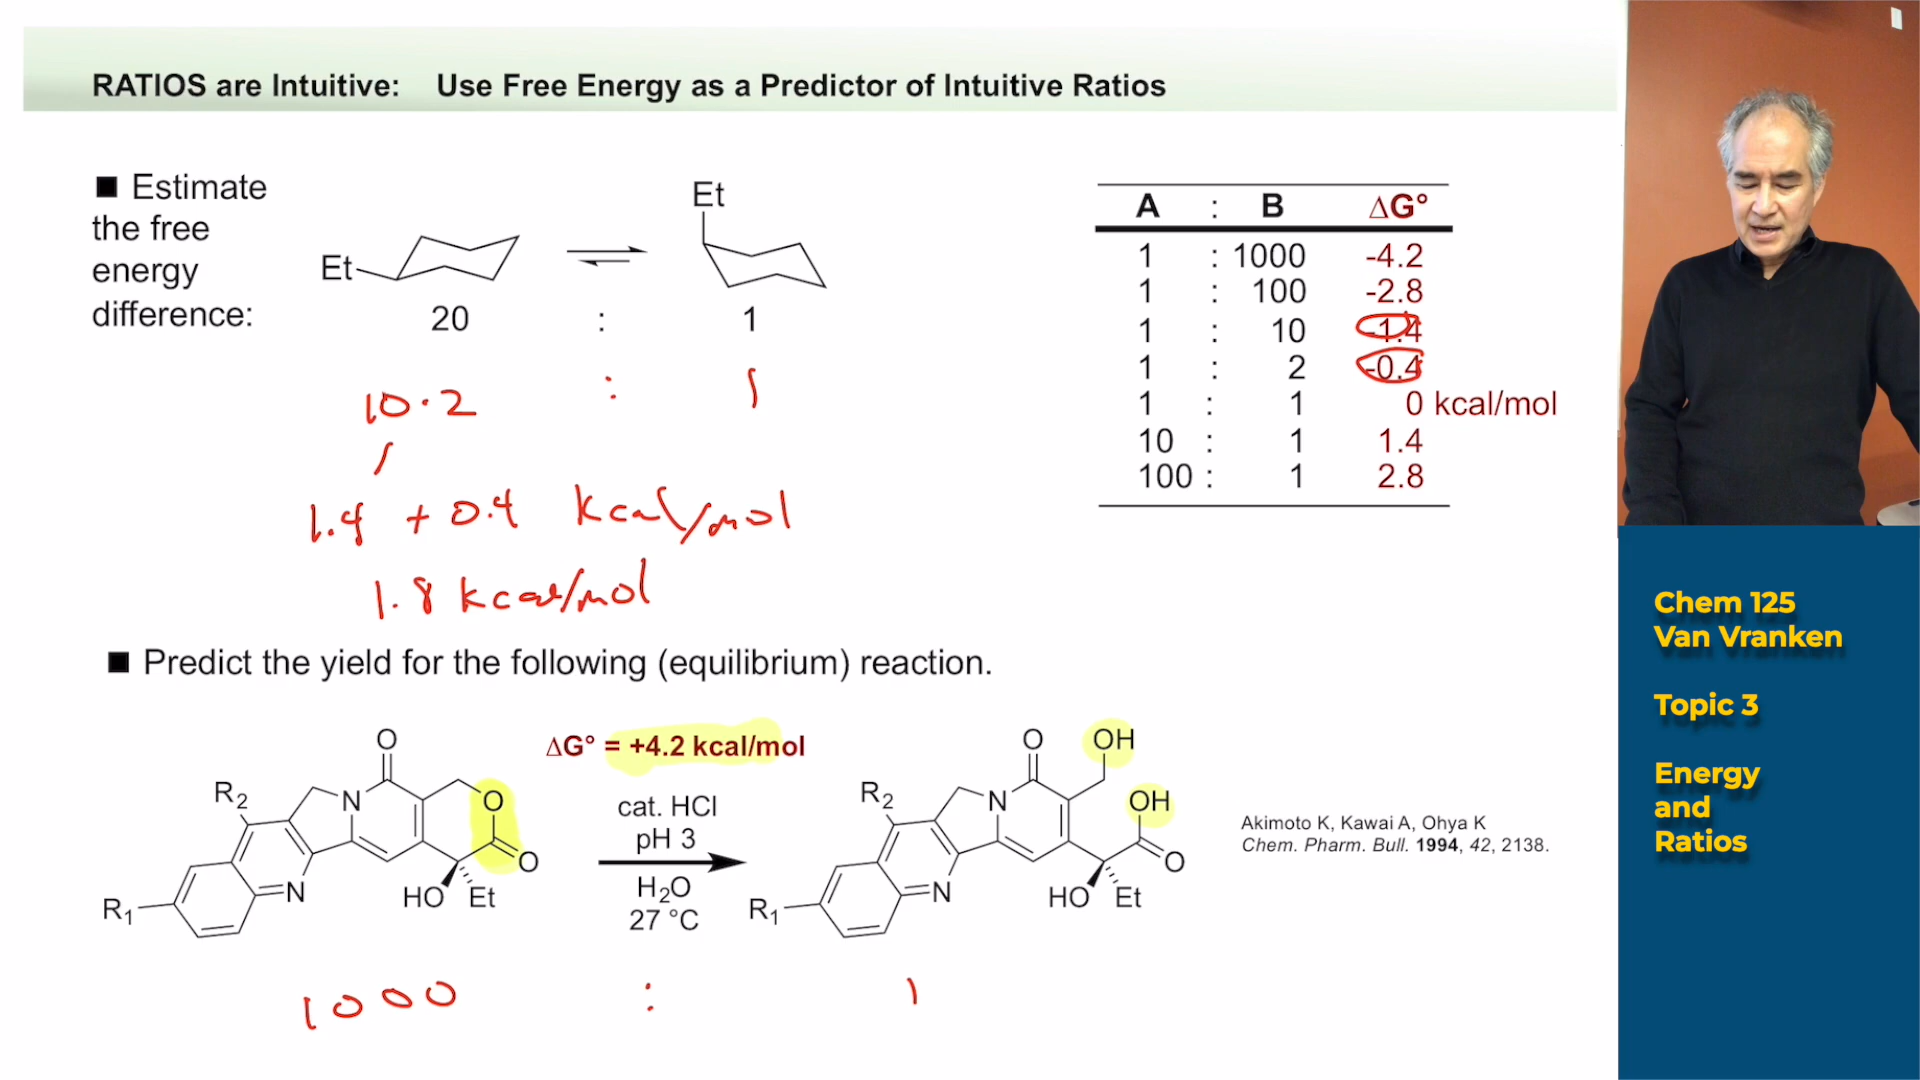 RATIOS are Intuitive: Use Free Energy as a Predictor of Intuitive Ratios
■ Estimate
the free
energy
difference:
Et
Et
20 : 1
10 · 2 : 1
1.4 + 0.4 kcal/mol
1.8 kcal/mol
A : B ΔG°
1 : 1000 -4.2
1 : 100 -2.8
1 : 10 -1.4
1 : 2 -0.4
1 : 1 0 kcal/mol
10 : 1 1.4
100 : 1 2.8
■ Predict the yield for the following (equilibrium) reaction.
O
R₂
N
O
O
N
HO
Et
R₁
ΔG° = +4.2 kcal/mol
cat. HCl
pH 3
H₂O
27 °C
O
OH
R₂
N
OH
O
N
HO
Et
R₁
Akimoto K, Kawai A, Ohya K
Chem. Pharm. Bull. 1994, 42, 2138.
1000 : 1
Chem 125
Van Vranken
Topic 3
Energy
and
Ratios